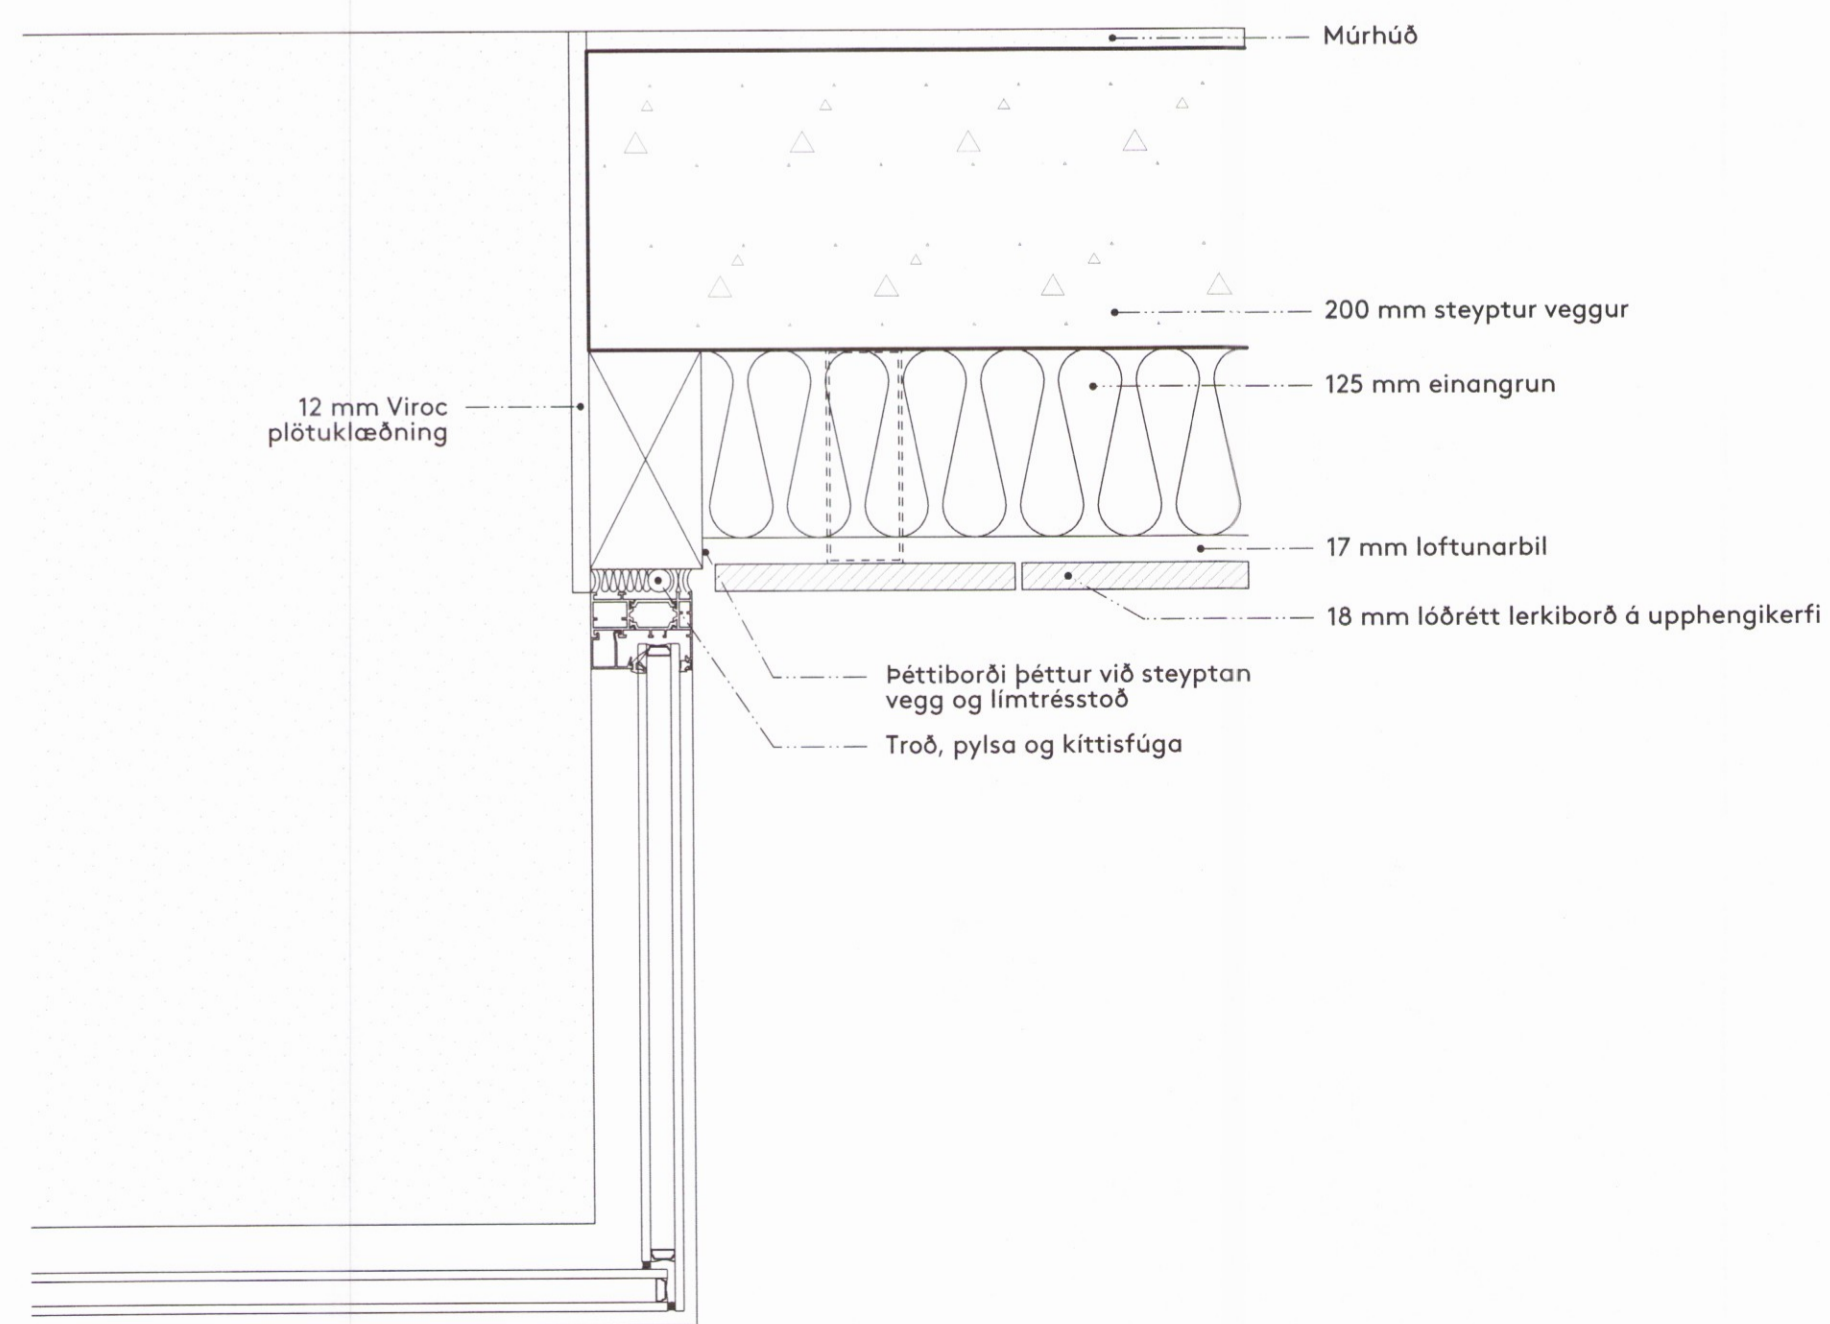 Múrhúð
200 mm steyptur veggur
125 mm einangrun
12 mm Viroc
plötuklæðning
17 mm loftunarbil
18 mm lóðrétt lerkiborð á upphengikerfi
Þéttiborði þéttur við steyptan
vegg og límtrésstoð
Troð, pylsa og kíttisfúga